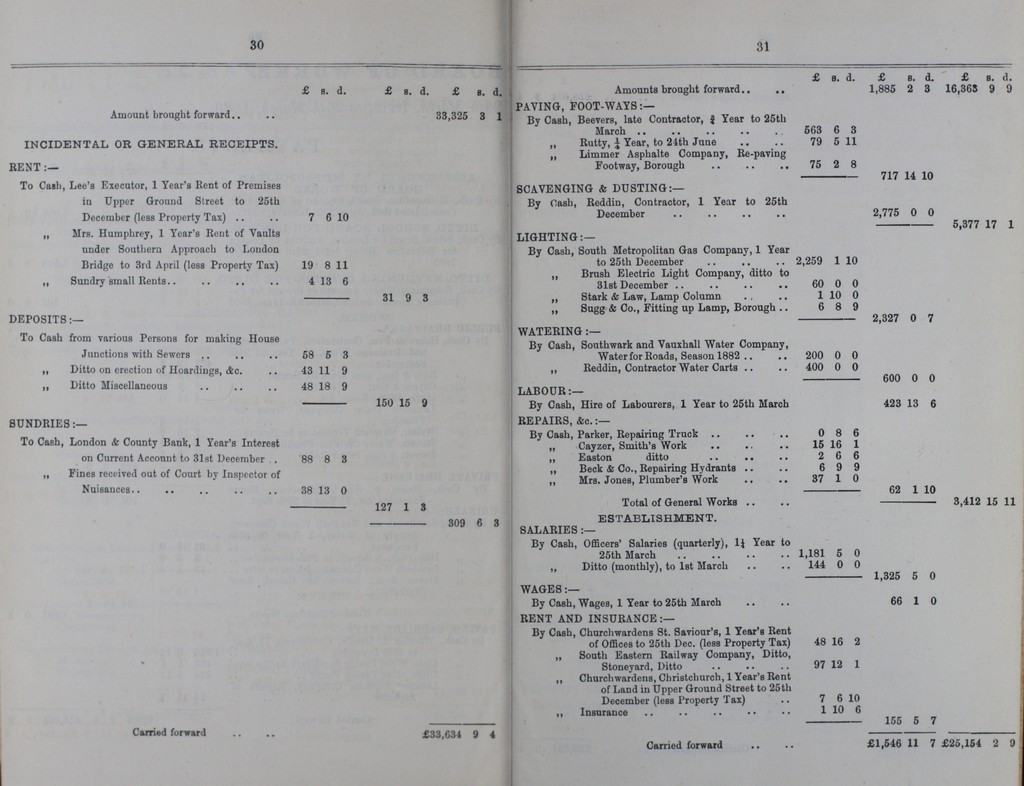 30
£ s. d. £ s. d. £ s. d.
Amount brought forward.. .. 33,325 3 1
INCIDENTAL OR GENERAL RECEIPTS.
RENT:—
To Cash, Lee's Executor, 1 Year's Rent of Premises
in Upper Ground Street to 25th
December (less Property Tax) .. .. 7 6 10
„ Mrs. Humphrey, 1 Year's Rent of Vaults
under Southern Approach to London
Bridge to 3rd April (less Property Tax) 19 8 11
„ Sundry small Rents.. .. .. .. 4 13 6
31 9 3
DEPOSITS:—
To Cash from various Persons for making House
Junctions with Sewers .. .. .. 58 5 3
„ Ditto on erection of Hoardings, &c. .. 43 11 9
„ Ditto Miscellaneous .. .. .. 48 18 9
150 15 9
SUNDRIES:—
To Cash, London & County Bank, 1 Year's Interest
on Current Account to 31st December . 88 8 3
„ Fines received out of Court by Inspector of
Nuisances.. .. .. .. .. 38 13 0
127 1 3
309 6 3
Carried forward .. .. £33,634 9 4
31
£ s. d. £ s. d. £ s. d.
Amounts brought forward.. .. 1,885 2 3 16,363 9 9
PAVING, FOOT-WAYS:—
By Cash, Beevers, late Contractor, ¾ Year to 25th
March .. .. .. .. .. 563 6 3
„ Rutty, ¼ Year, to 24th June .. .. 79 5 11
„ Limmer Asphalte Company, Re-paving
Footway, Borough .. .. .. 75 2 8
717 14 10
SCAVENGING & DUSTING:—
By Cash, Reddin, Contractor, 1 Year to 25th
December .. .. .. .. 2,775 0 0
5,377 17 1
LIGHTING:—
By Cash, South Metropolitan Gas Company, 1 Year
to 25th December .. .. .. 2,259 1 10
„ Brush Electric Light Company, ditto to
31st December .. .. .. .. 60 0 0
„ Stark & Law, Lamp Column .. .. 1 10 0
„ Sugg & Co., Fitting up Lamp, Borough .. 6 8 9
2,327 0 7
WATERING:—
By Cash, Southwark and Vauxhall Water Company,
Water for Roads, Season 1882 .. .. 200 0 0
„ Reddin, Contractor Water Carts .. .. 400 0 0
600 0 0
LABOUR:—
By Cash, Hire of Labourers, 1 Year to 25th March 423 13 6
REPAIRS, &c.:—
By Cash, Parker, Repairing Truck .. .. .. 0 8 6
„ Cayzer, Smith's Work .. .. .. 15 16 1
„ Easton ditto .. .. .. 2 6 6
„ Beck & Co., Repairing Hydrants .. .. 6 9 9
„ Mrs. Jones, Plumber's Work .. .. 37 1 0
62 1 10
Total of General Works .. .. 3,412 15 11
ESTABLISHMENT.
SALARIES:—
By Cash, Officers' Salaries (quarterly), 1¼ Year to
25th March .. .. .. .. 1,181 5 0
„ Ditto (monthly), to 1st March .. .. 144 0 0
1,325 5 0
WAGES:—
By Cash, Wages, 1 Year to 25th March .. .. 66 1 0
RENT AND INSURANCE:—
By Cash, Churchwardens St. Saviour's, 1 Year's Rent
of Offices to 25th Dec. (less Property Tax) 48 16 2
„ South Eastern Railway Company, Ditto,
Stoneyard, Ditto .. .. .. 97 12 1
„ Churchwardens, Christchurch, 1 Year's Rent
of Land in Upper Ground Street to 25th
December (less Property Tax) .. 7 6 10
„ Insurance .. .. .. .. .. 1 10 6
155 5 7
Carried forward .. .. £1,546 11 7 £25,154 2 9